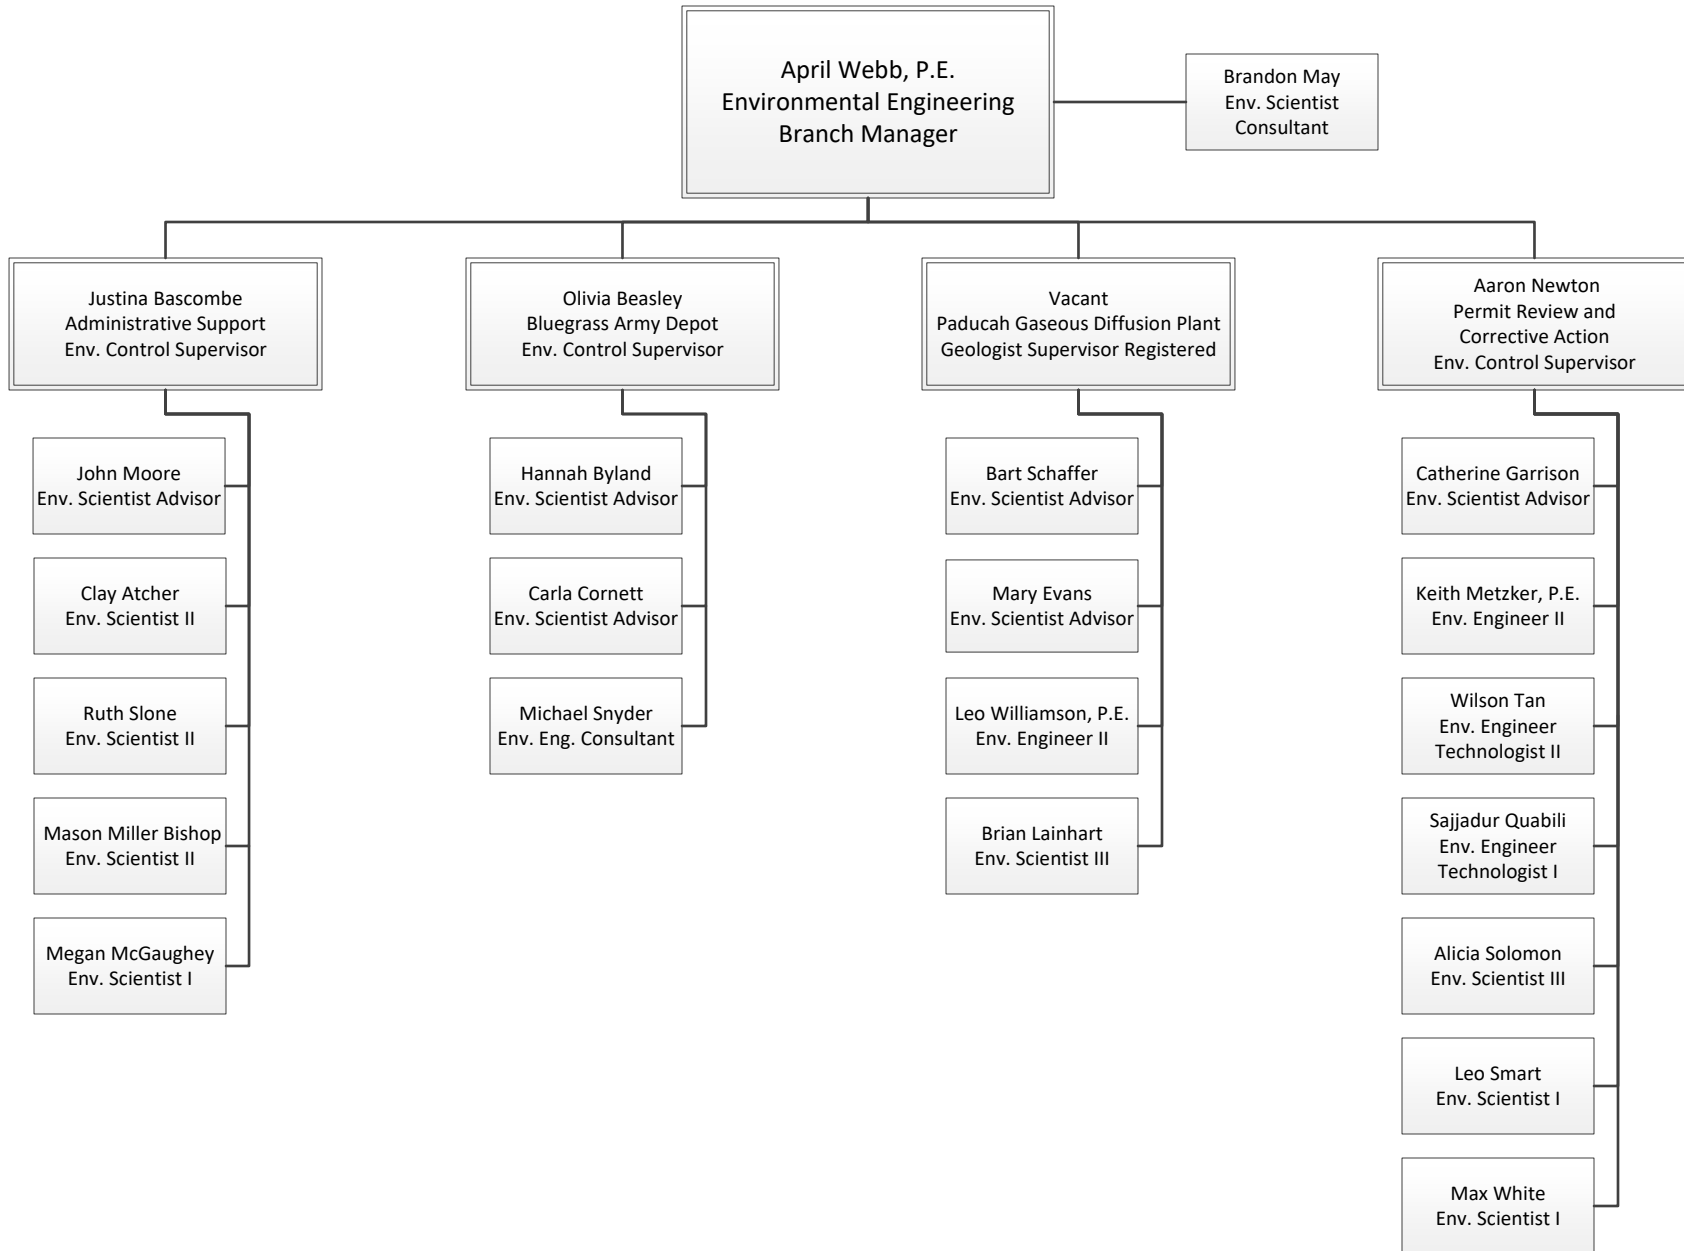 April Webb, P.E.
Environmental Engineering
Branch Manager
Brandon May
Env. Scientist
Consultant
Justina Bascombe
Administrative Support
Env. Control Supervisor
Olivia Beasley
Bluegrass Army Depot
Env. Control Supervisor
Vacant
Paducah Gaseous Diffusion Plant
Geologist Supervisor Registered
Aaron Newton
Permit Review and
Corrective Action
Env. Control Supervisor
John Moore
Env. Scientist Advisor
Clay Atcher
Env. Scientist II
Ruth Slone
Env. Scientist II
Mason Miller Bishop
Env. Scientist II
Megan McGaughey
Env. Scientist I
Hannah Byland
Env. Scientist Advisor
Carla Cornett
Env. Scientist Advisor
Michael Snyder
Env. Eng. Consultant
Bart Schaffer
Env. Scientist Advisor
Mary Evans
Env. Scientist Advisor
Leo Williamson, P.E.
Env. Engineer II
Brian Lainhart
Env. Scientist III
Catherine Garrison
Env. Scientist Advisor
Keith Metzker, P.E.
Env. Engineer II
Wilson Tan
Env. Engineer
Technologist II
Sajjadur Quabili
Env. Engineer
Technologist I
Alicia Solomon
Env. Scientist III
Leo Smart
Env. Scientist I
Max White
Env. Scientist I